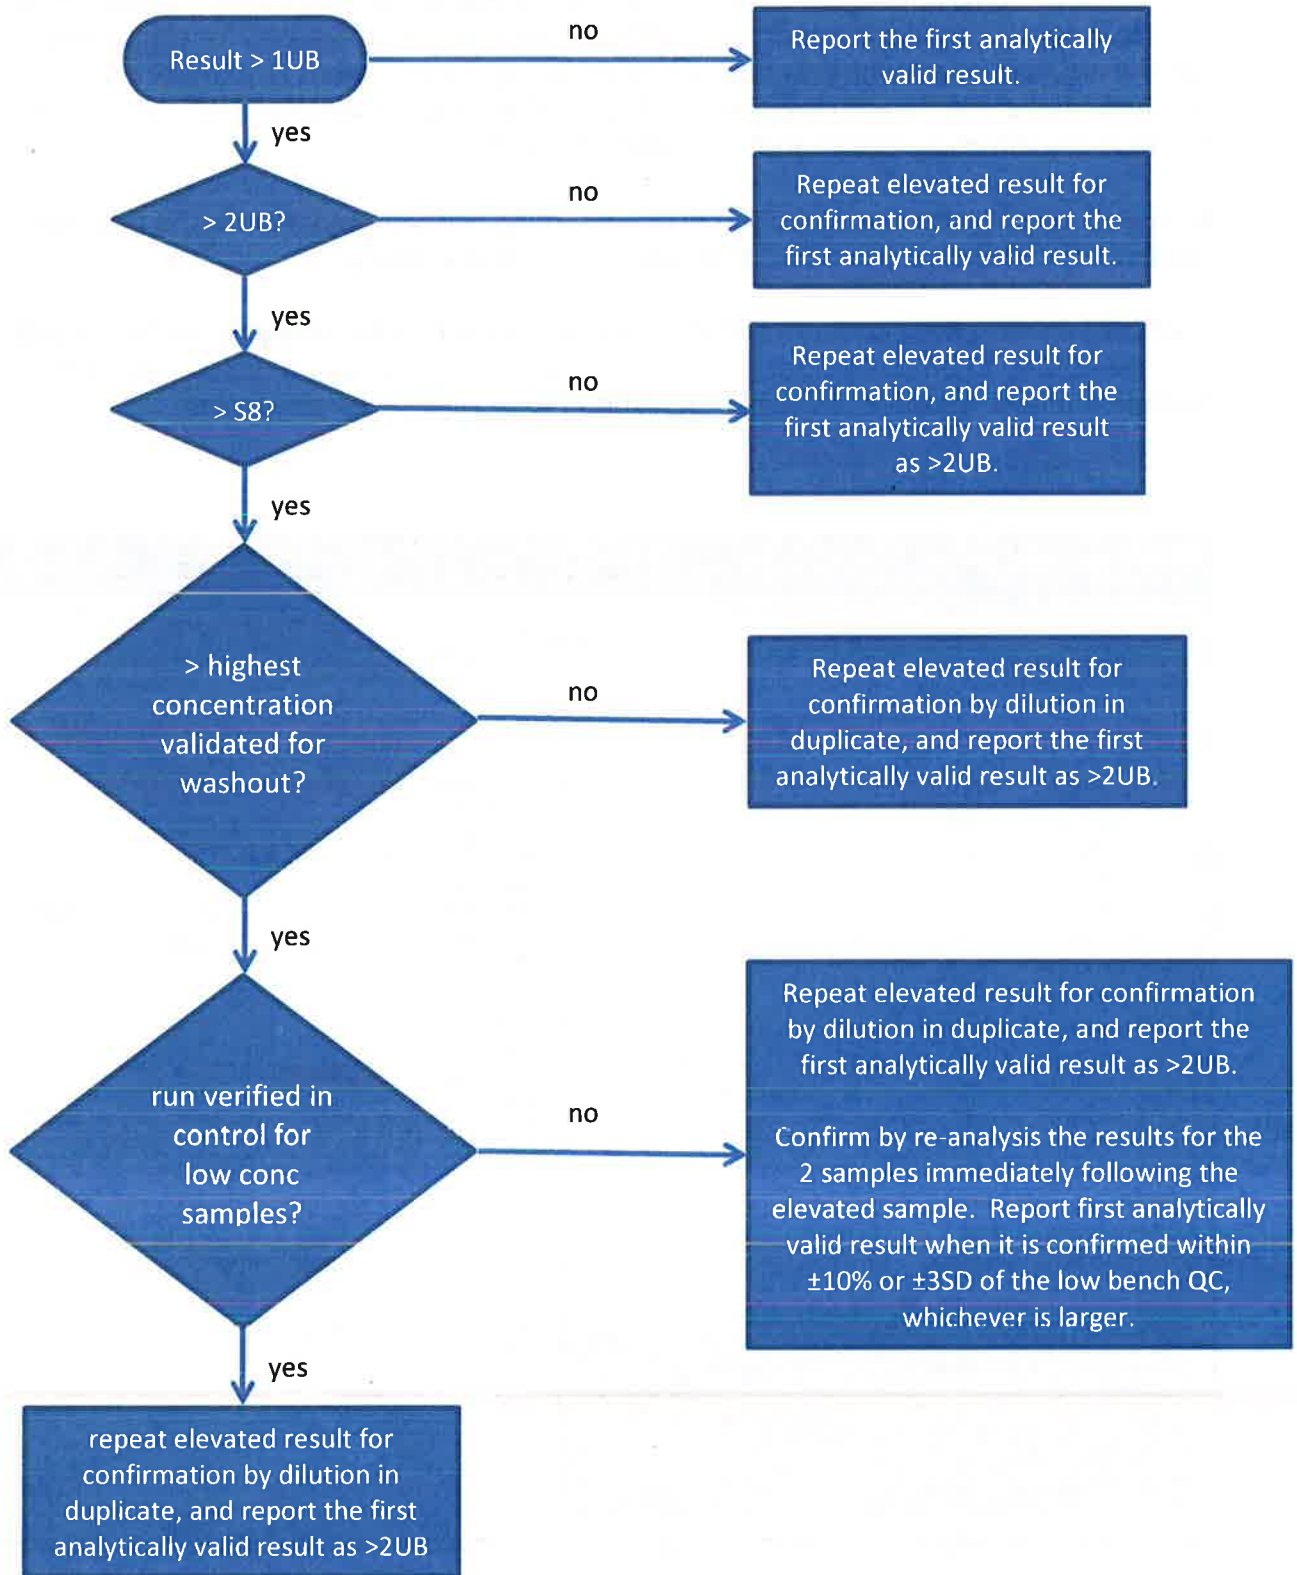 Result > 1UB
no
Report the first analytically
valid result.
yes
> 2UB?
no
Repeat elevated result for
confirmation, and report the
first analytically valid result.
yes
> S8?
no
Repeat elevated result for
confirmation, and report the
first analytically valid result
as >2UB.
yes
> highest
concentration
validated for
washout?
no
Repeat elevated result for
confirmation by dilution in
duplicate, and report the first
analytically valid result as >2UB.
yes
run verified in
control for
low conc
samples?
no
Repeat elevated result for confirmation
by dilution in duplicate, and report the
first analytically valid result as >2UB.
Confirm by re-analysis the results for the
2 samples immediately following the
elevated sample.  Report first analytically
valid result when it is confirmed within
±10% or ±3SD of the low bench QC,
whichever is larger.
yes
repeat elevated result for
confirmation by dilution in
duplicate, and report the first
analytically valid result as >2UB